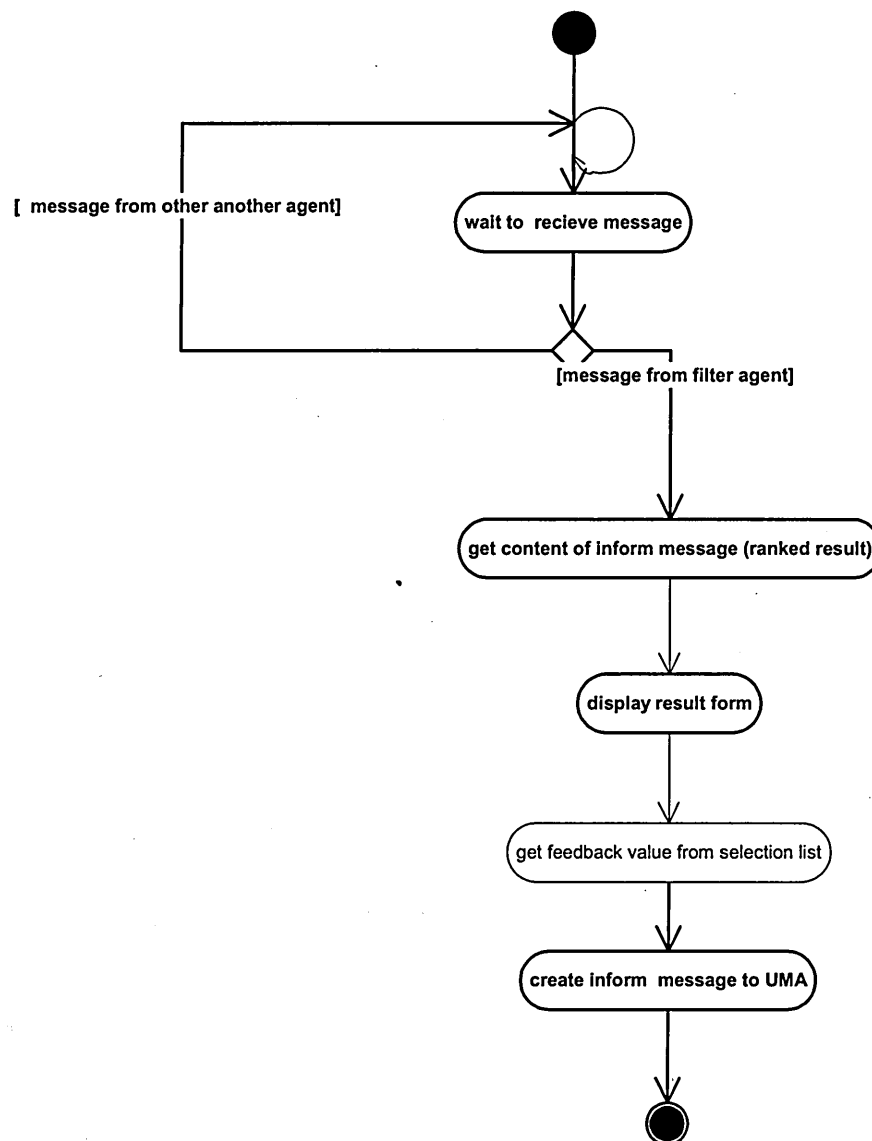 [ message from other another agent]
wait to recieve message
[message from filter agent]
get content of inform message (ranked result)
display result form
get feedback value from selection list
create inform message to UMA